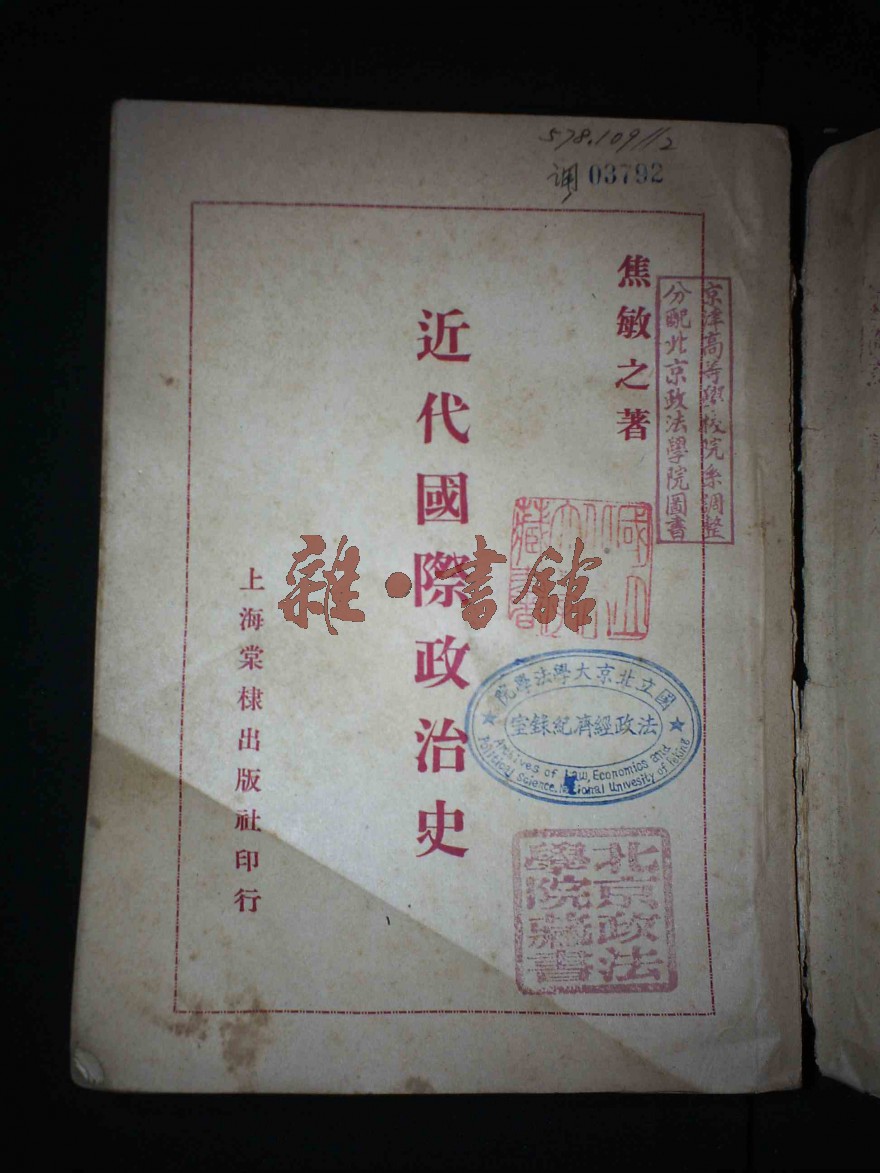 578.109//2
调 03792
焦敏之著
近代國際政治史
上海棠棣出版社印行
京津高等學校院系調整
分配北京政法學院圖書
雜·書館
藏書
國立北京大學法學院
法政經濟紀錄室
Archives of Law, Economics and
Political Science, National Univesity of Peking
北京政法
學院藏書